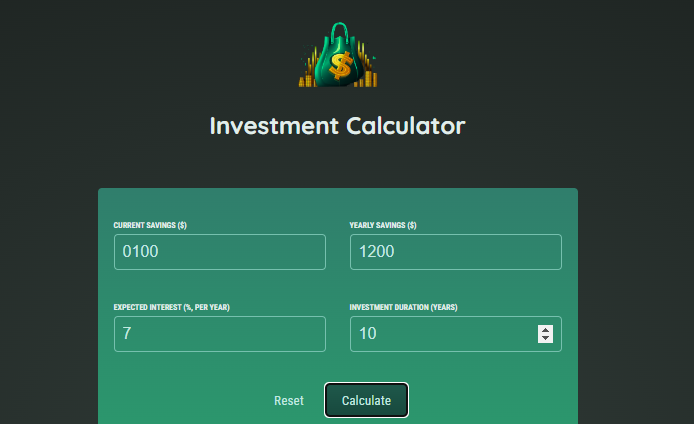 $
Investment Calculator
CURRENT SAVINGS ($) YEARLY SAVINGS ($)
0100 1200
EXPECTED INTEREST (%, PER YEAR) INVESTMENT DURATION (YEARS)
7 10
Reset Calculate